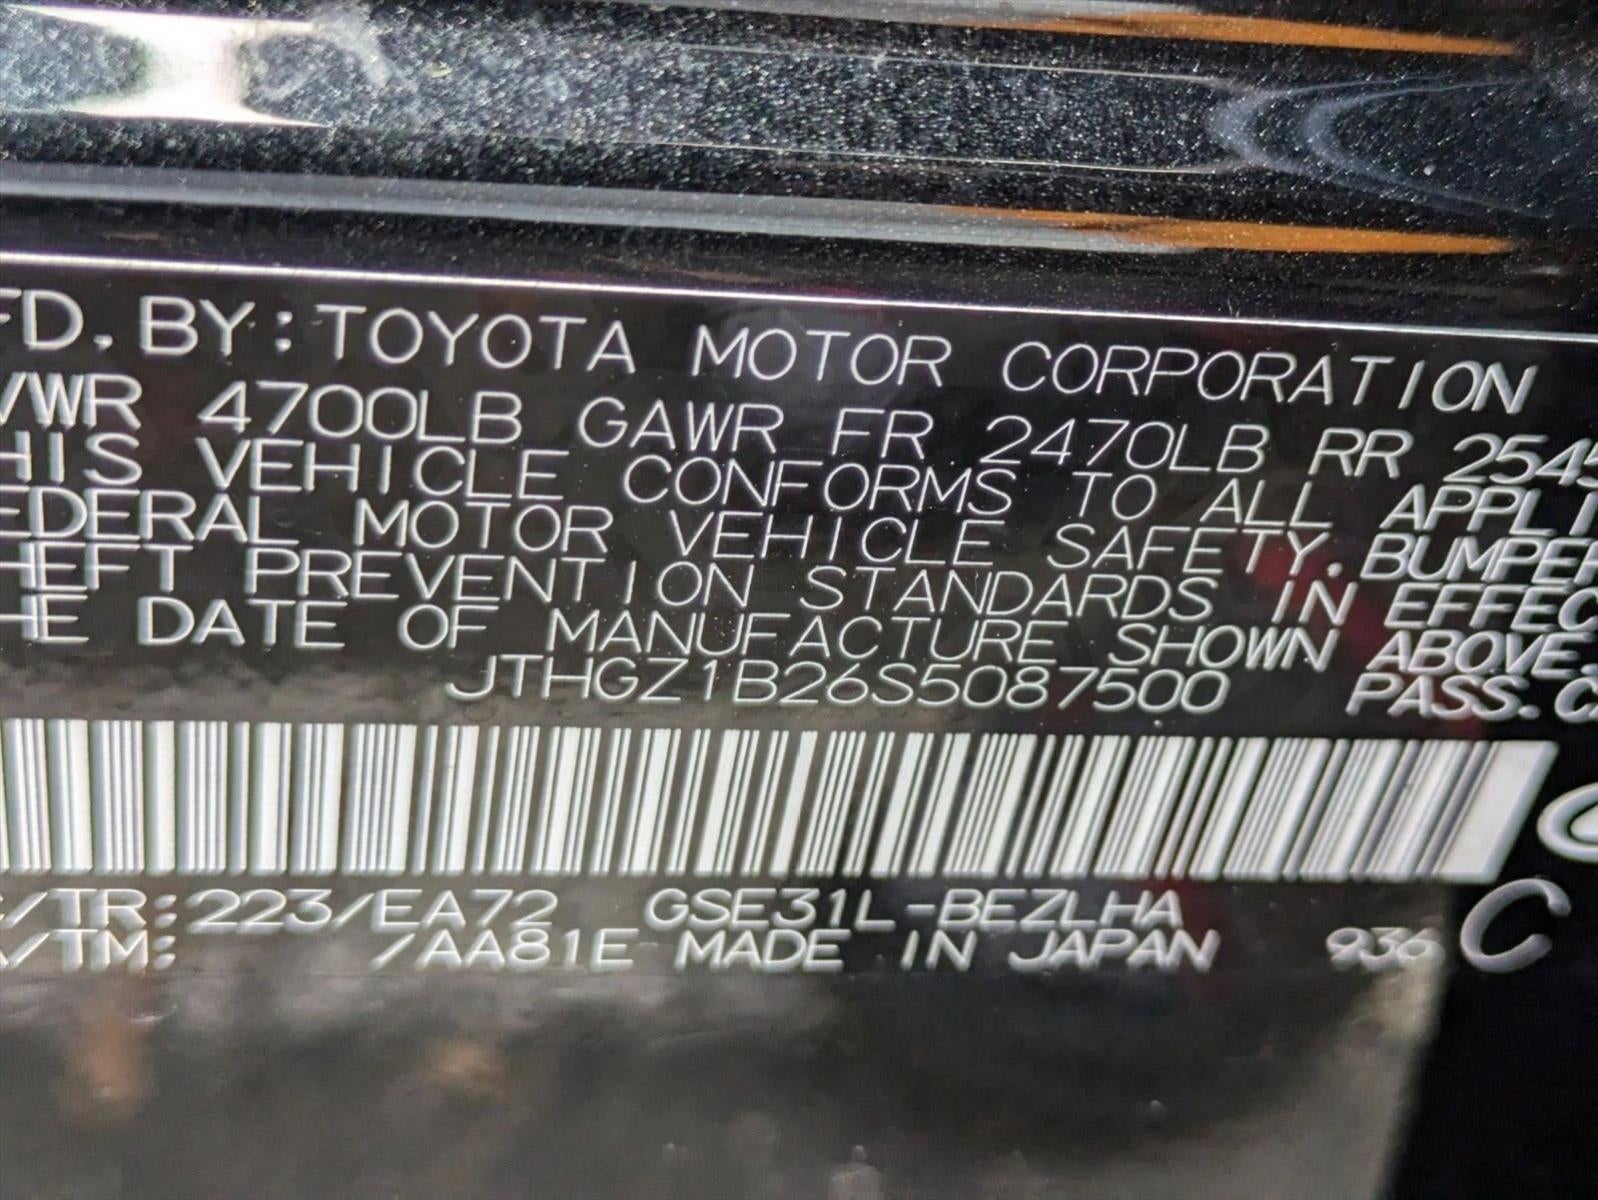 FD. BY: TOYOTA MOTOR CORPORATION
VWR 4700LB GAWR FR 2470LB RR 2545
HIS VEHICLE CONFORMS TO ALL APPLI
EDERAL MOTOR VEHICLE SAFETY. BUMPER
HEFT PREVENTION STANDARDS IN EFFEC
HE DATE OF MANUFACTURE SHOWN ABOVE.
JTHGZ1B26S5087500 PASS.CA
/TR:223/EA72 GSE31L-BEZLHA
/TM: /AA81E MADE IN JAPAN 936 C